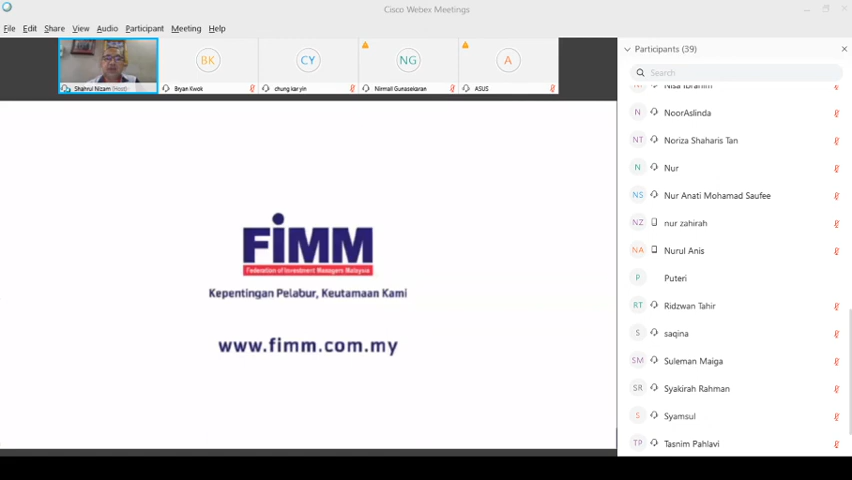 Cisco Webex Meetings
File Edit Share View Audio Participant Meeting Help
Participants (39)
Search
BK
CY
NG
A
Shahrul Nizam (Host)
Bryan Kwok
chung kar yin
Nirmall Gunasekaran
ASUS
Nisa Ibrahim
N NoorAslinda
NT Noriza Shaharis Tan
N Nur
NS Nur Anati Mohamad Saufee
NZ nur zahirah
NA Nurul Anis
P Puteri
RT Ridzwan Tahir
S saqina
SM Suleman Maiga
SR Syakirah Rahman
S Syamsul
TP Tasnim Pahlavi
FiMM
Federation of Investment Managers Malaysia
Kepentingan Pelabur, Keutamaan Kami
www.fimm.com.my